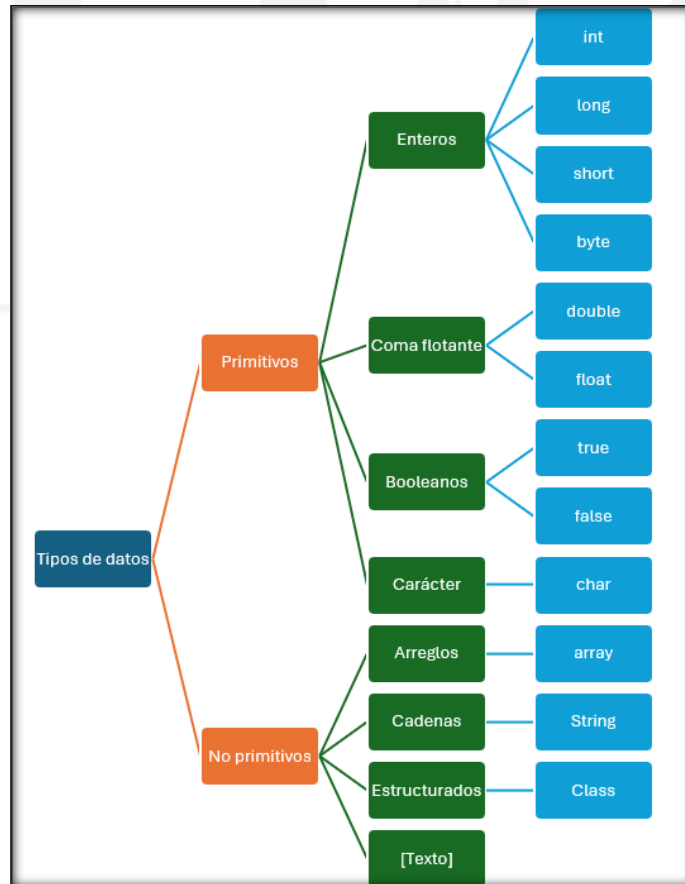 Tipos de datos
Primitivos
Enteros
int
long
short
byte
Coma flotante
double
float
Booleanos
true
false
Carácter
char
No primitivos
Arreglos
array
Cadenas
String
Estructurados
Class
[Texto]